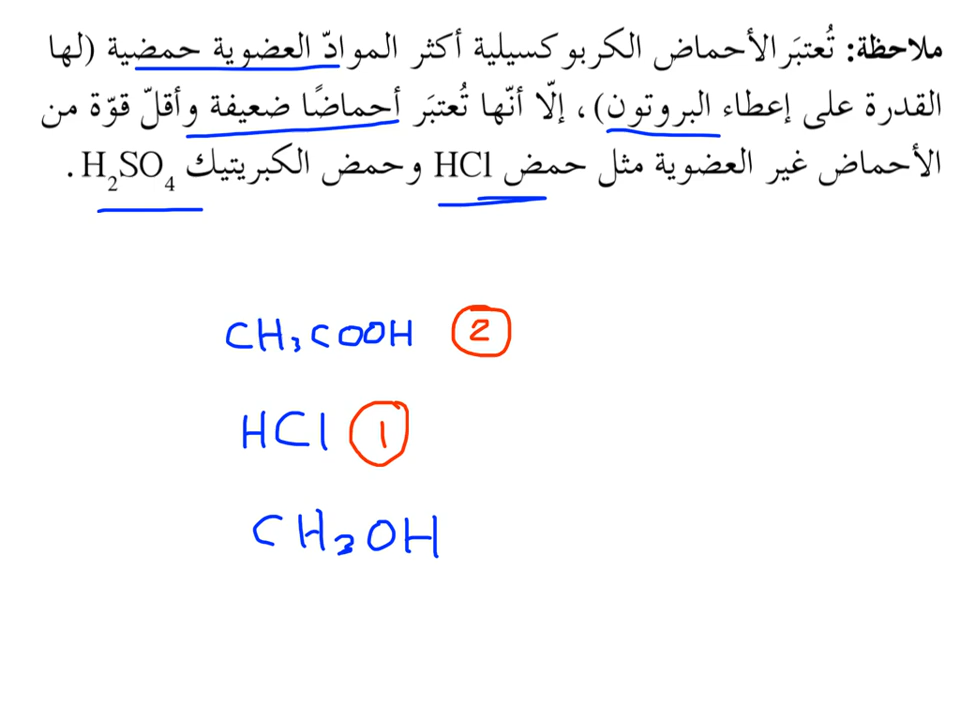 ملاحظة: تُعتبَر الأحماض الكربوكسيلية أكثر الموادّ العضوية حمضية (لها
القدرة على إعطاء البروتون)، إلّا أنّها تُعتبَر أحماضًا ضعيفة وأقلّ قوّة من
الأحماض غير العضوية مثل حمض HCl وحمض الكبريتيك H₂SO₄ .
CH₃COOH 2
HCl 1
CH₃OH